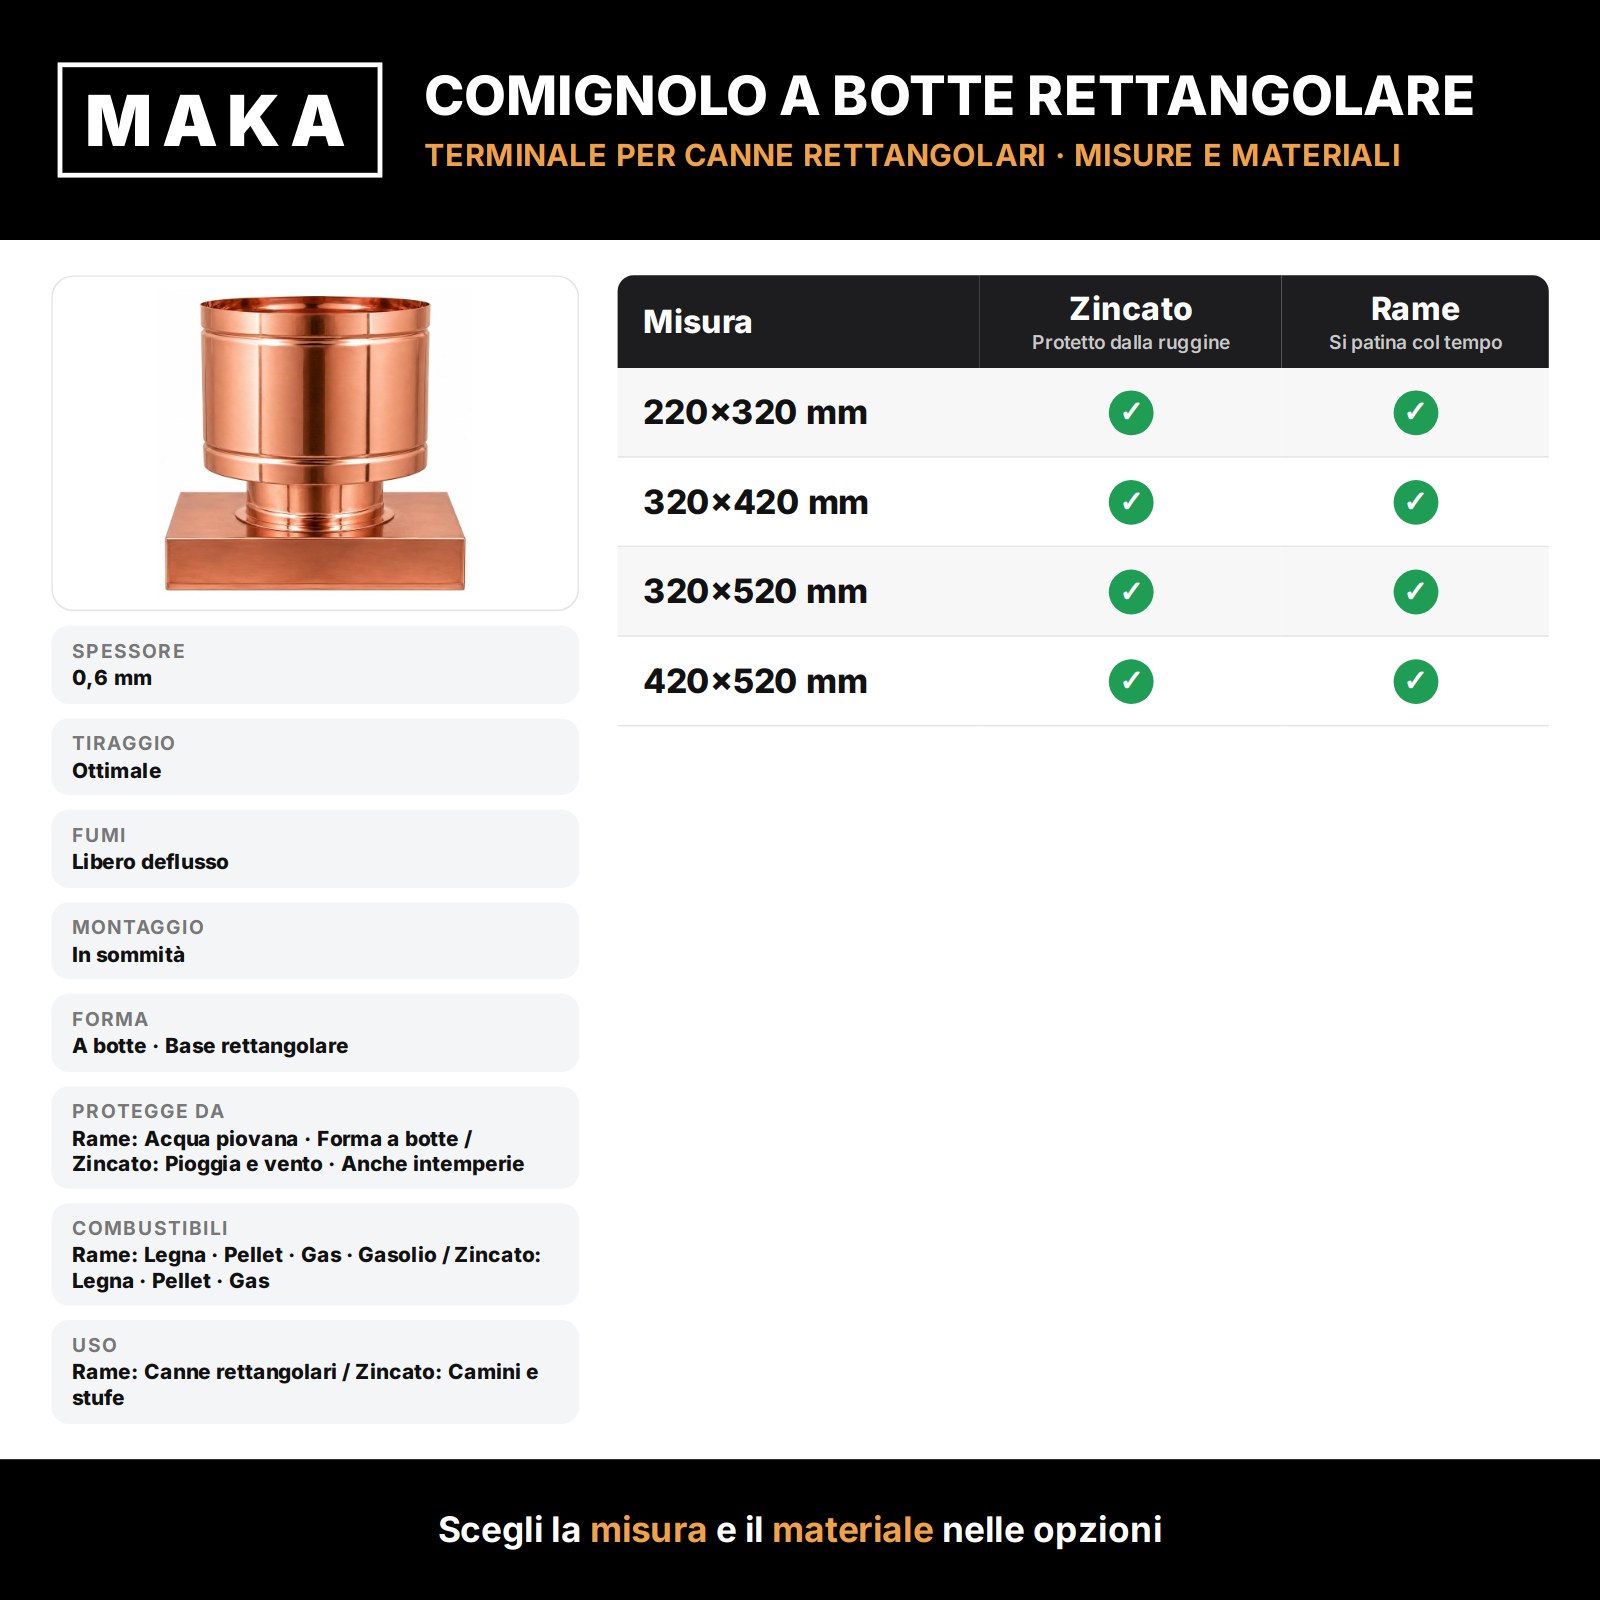 MAKA
COMIGNOLO A BOTTE RETTANGOLARE
TERMINALE PER CANNE RETTANGOLARI · MISURE E MATERIALI
SPESSORE
0,6 mm
TIRAGGIO
Ottimale
FUMI
Libero deflusso
MONTAGGIO
In sommità
FORMA
A botte · Base rettangolare
PROTEGGE DA
Rame: Acqua piovana · Forma a botte /
Zincato: Pioggia e vento · Anche intemperie
COMBUSTIBILI
Rame: Legna · Pellet · Gas · Gasolio / Zincato:
Legna · Pellet · Gas
USO
Rame: Canne rettangolari / Zincato: Camini e
stufe
Misura Zincato Rame
Protetto dalla ruggine Si patina col tempo
220×320 mm ✓ ✓
320×420 mm ✓ ✓
320×520 mm ✓ ✓
420×520 mm ✓ ✓
Scegli la misura e il materiale nelle opzioni